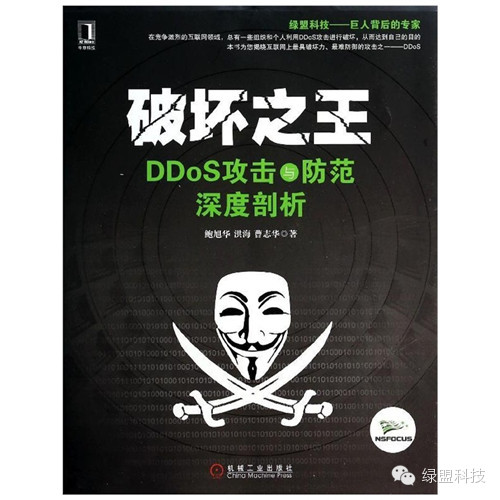 绿盟科技——巨人背后的专家
在竞争激烈的互联网领域，总有一些组织和个人利用DDoS攻击进行破坏，从而达到自己的目的
本书为您揭晓互联网上最具破坏力、最难防御的攻击之一——DDoS
破坏之王
DDoS攻击与防范
深度剖析
鲍旭华 洪海 曹志华 著
NSFOCUS
机械工业出版社
China Machine Press
绿盟科技